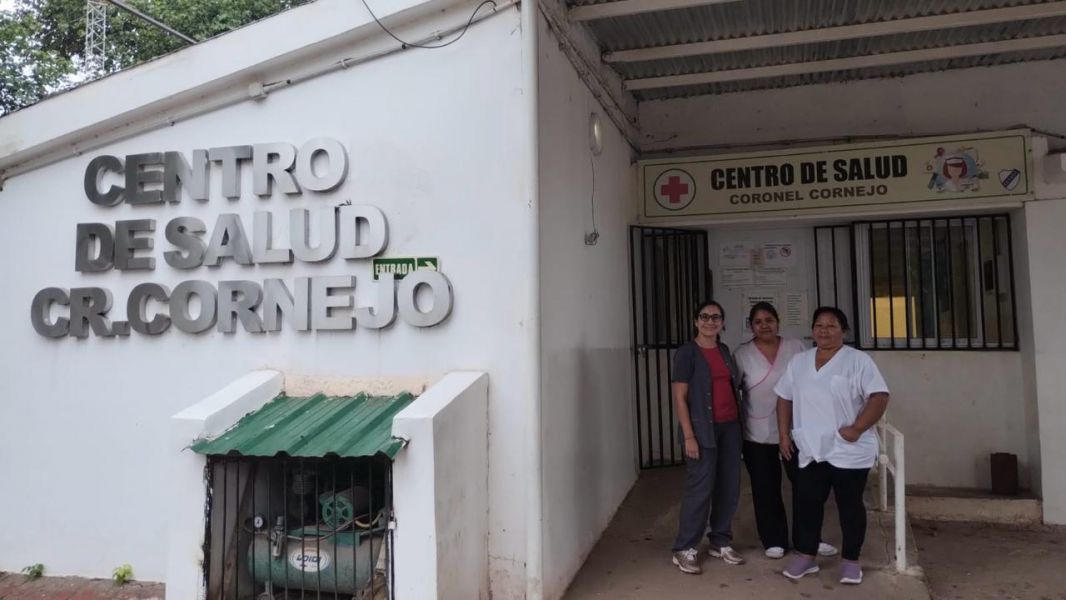 CENTRO
DE SALUD
CR.CORNEJO
ENTRADA
CENTRO DE SALUD
CORONEL CORNEJO